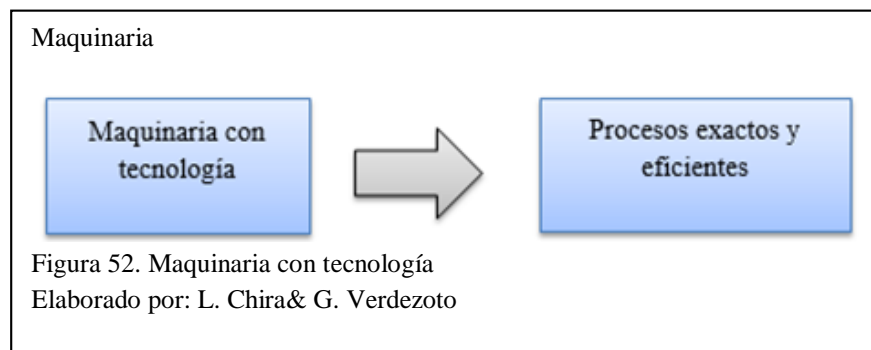 Maquinaria
Maquinaria con
tecnología
Procesos exactos y
eficientes
Figura 52. Maquinaria con tecnología
Elaborado por: L. Chira& G. Verdezoto